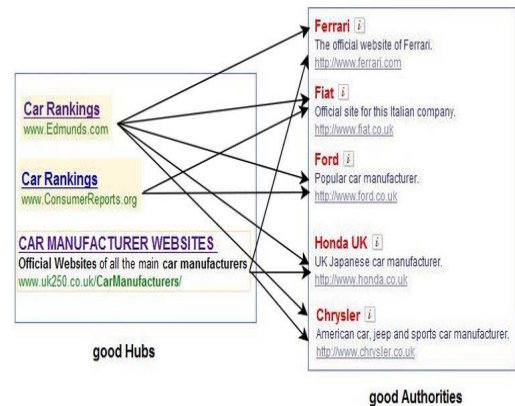 Car Rankings
www.Edmunds.com
Car Rankings
www.ConsumerReports.org
CAR MANUFACTURER WEBSITES
Official Websites of all the main car manufacturers
www.uk250.co.uk/CarManufacturers/
good Hubs
Ferrari i
The official website of Ferrari.
http://www.ferrari.com
Fiat i
Official site for this Italian company.
http://www.fiat.co.uk
Ford i
Popular car manufacturer.
http://www.ford.co.uk
Honda UK i
UK Japanese car manufacturer.
http://www.honda.co.uk
Chrysler i
American car, jeep and sports car manufacturer.
http://www.chrysler.co.uk
good Authorities